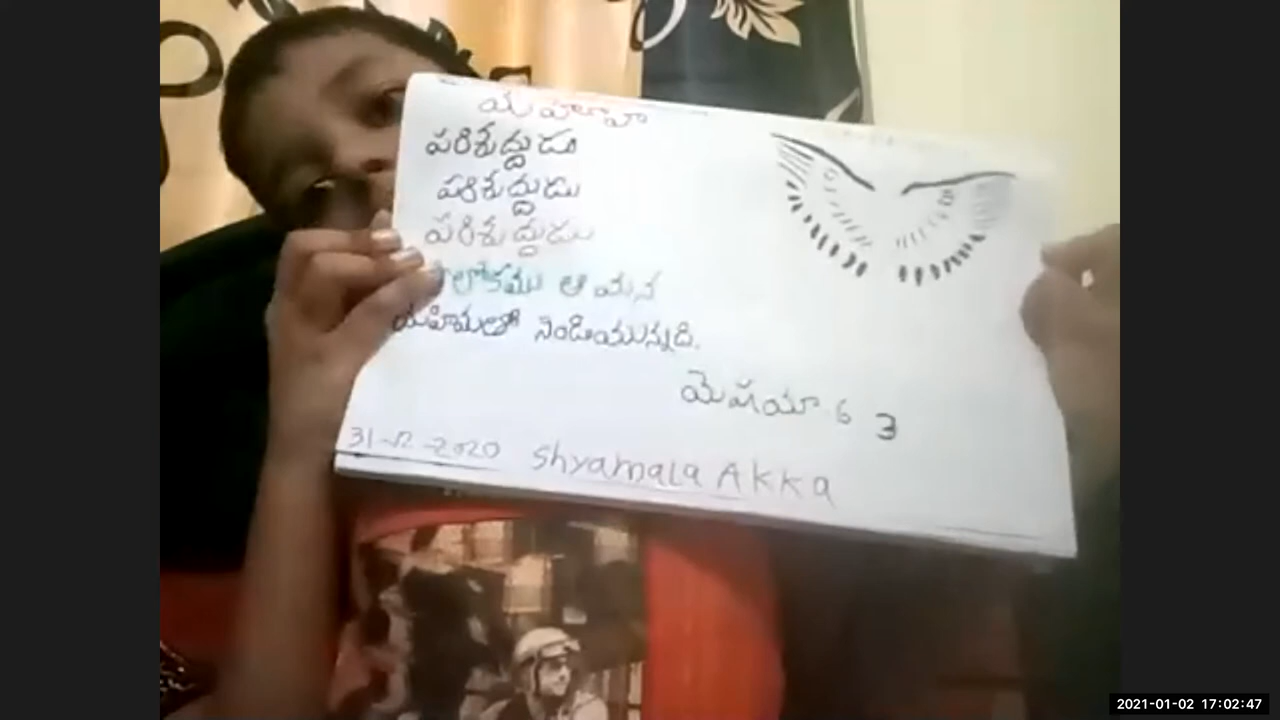 యెహోవా
పరిశుద్ధుడు
పరిశుద్ధుడు
పరిశుద్ధుడు
లోకము ఆయన
మహిమతో నిండియున్నది.
యెషయా 6 3
31-12-2020 Shyamala Akka
2021-01-02 17:02:47